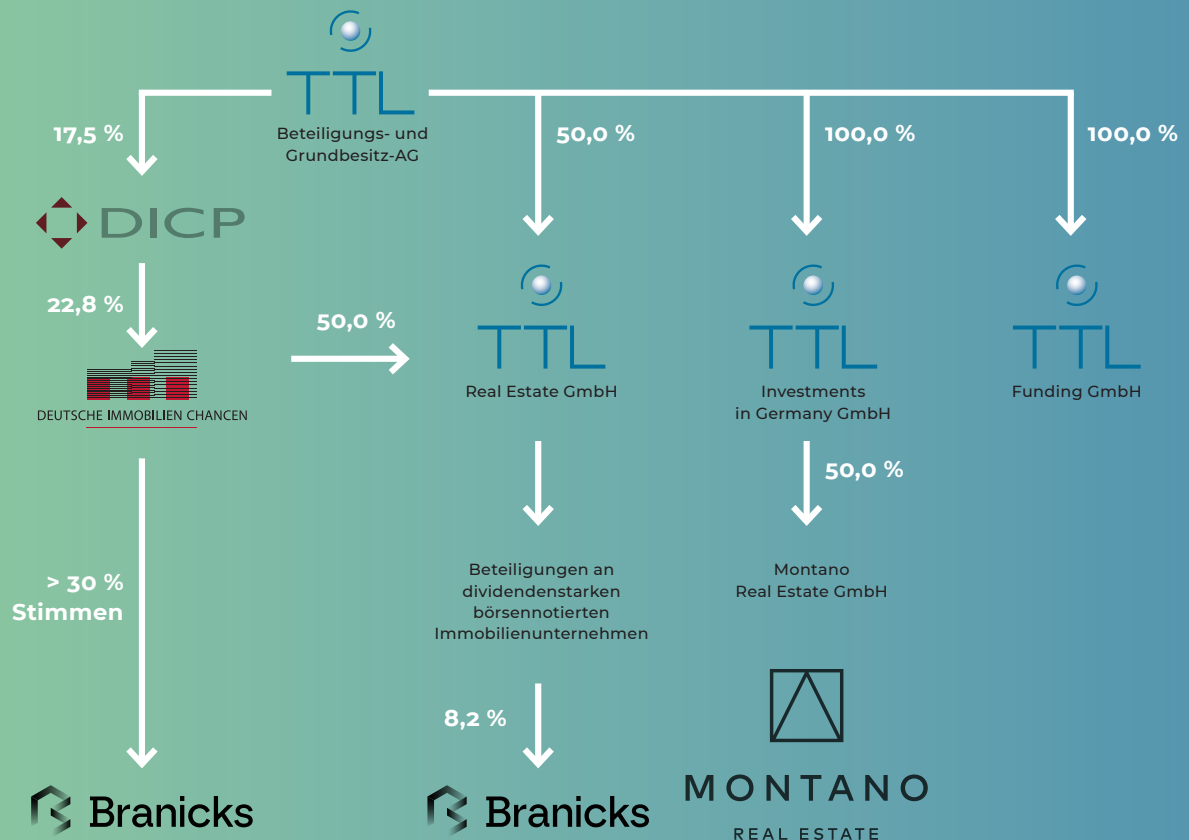 TTL
Beteiligungs- und
Grundbesitz-AG
17,5 %
50,0 %
100,0 %
100,0 %
DICP
22,8 %
50,0 %
DEUTSCHE IMMOBILIEN CHANCEN
TTL
Real Estate GmbH
TTL
Investments
in Germany GmbH
TTL
Funding GmbH
50,0 %
> 30 %
Stimmen
Beteiligungen an
dividendenstarken
börsennotierten
Immobilienunternehmen
Montano
Real Estate GmbH
8,2 %
Branicks
Branicks
MONTANO
REAL ESTATE